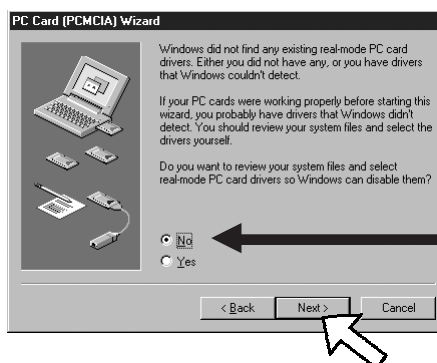 PC Card (PCMCIA) Wizard
Windows did not find any existing real-mode PC card
drivers. Either you did not have any, or you have drivers
that Windows couldn't detect.
If your PC cards were working properly before starting this
wizard, you probably have drivers that Windows didn't
detect. You should review your system files and select the
drivers yourself.
Do you want to review your system files and select
real-mode PC card drivers so Windows can disable them?
No
Yes
< Back
Next >
Cancel